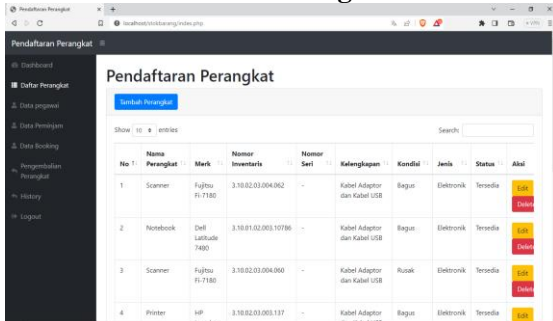 Pendaftaran Perangkat
localhost/stokbarang/index.php
VPN
Pendaftaran Perangkat
Dashboard
Daftar Perangkat
Data pegawai
Data Peminjam
Data Booking
Pengembalian
Perangkat
History
Logout
Pendaftaran Perangkat
Tambah Perangkat
Show 10 entries
Search:
No Nama Perangkat Merk Nomor Inventaris Nomor Seri Kelengkapan Kondisi Jenis Status Aksi
1 Scanner Fujitsu Fi-7180 3.10.02.03.004.062 - Kabel Adaptor dan Kabel USB Bagus Elektronik Tersedia Edit Delete
2 Notebook Dell Latitude 7490 3.10.01.02.003.10786 - Kabel Adaptor dan Kabel USB Bagus Elektronik Tersedia Edit Delete
3 Scanner Fujitsu Fi-7180 3.10.02.03.004.060 - Kabel Adaptor dan Kabel USB Rusak Elektronik Tersedia Edit Delete
4 Printer HP 3.10.02.03.003.137 - Kabel Adaptor Bagus Elektronik Tersedia Edit